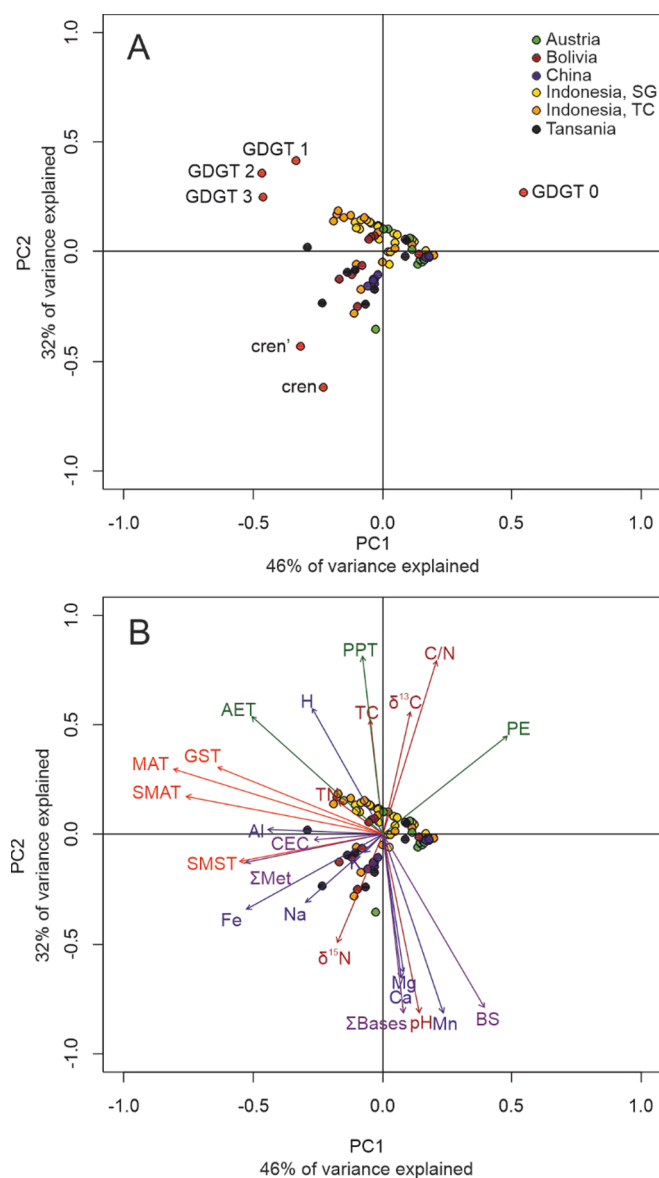 A
Austria
Bolivia
China
Indonesia, SG
Indonesia, TC
Tansania
GDGT 1
GDGT 2
GDGT 3
GDGT 0
cren'
cren
1.0
0.5
0.0
-0.5
-1.0
PC2
32% of variance explained
-1.0 -0.5 0.0 0.5 1.0
PC1
46% of variance explained
B
PPT
C/N
H
TC
δ13C
AET
PE
GST
MAT
SMAT
Al
CEC
SMST
ΣMet
Fe
Na
δ15N
Mg
Ca
ΣBases
pH
Mn
BS
1.0
0.5
0.0
-0.5
-1.0
PC2
32% of variance explained
-1.0 -0.5 0.0 0.5 1.0
PC1
46% of variance explained